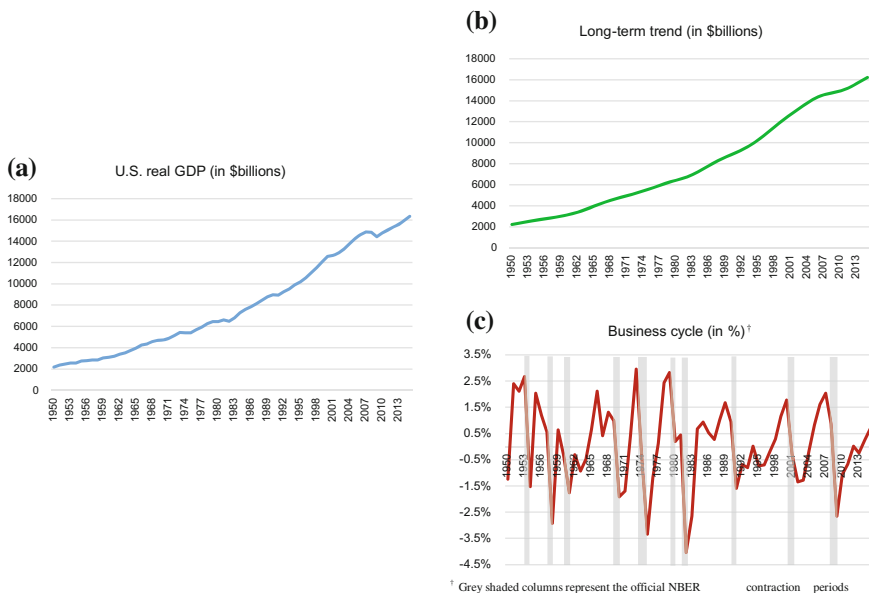 (a)
U.S. real GDP (in $billions)
18000
16000
14000
12000
10000
8000
6000
4000
2000
0
1950 1953 1956 1959 1962 1965 1968 1971 1974 1977 1980 1983 1986 1989 1992 1995 1998 2001 2004 2007 2010 2013
(b)
Long-term trend (in $billions)
18000
16000
14000
12000
10000
8000
6000
4000
2000
0
1950 1953 1956 1959 1962 1965 1968 1971 1974 1977 1980 1983 1986 1989 1992 1995 1998 2001 2004 2007 2010 2013
(c)
Business cycle (in %)†
3.5%
2.5%
1.5%
0.5%
-0.5%
-1.5%
-2.5%
-3.5%
-4.5%
1950 1953 1956 1959 1962 1965 1968 1971 1974 1977 1980 1983 1986 1989 1992 1995 1998 2001 2004 2007 2010 2013
† Grey shaded columns represent the official NBER contraction periods